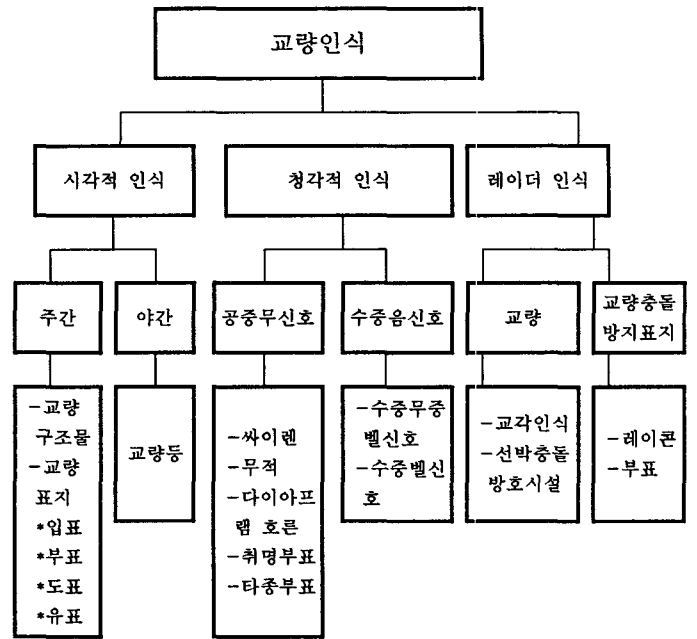 교량인식
시각적 인식
청각적 인식
레이더 인식
주간
야간
공중무신호
수중음신호
교량
교량충돌
방지표지
-교량
구조물
-교량
표지
*입표
*부표
*도표
*유표
교량등
-싸이렌
-무적
-다이아프
램 호른
-취명부표
-타종부표
-수중무중
벨신호
-수중벨신
호
-교각인식
-선박충돌
방호시설
-레이콘
-부표